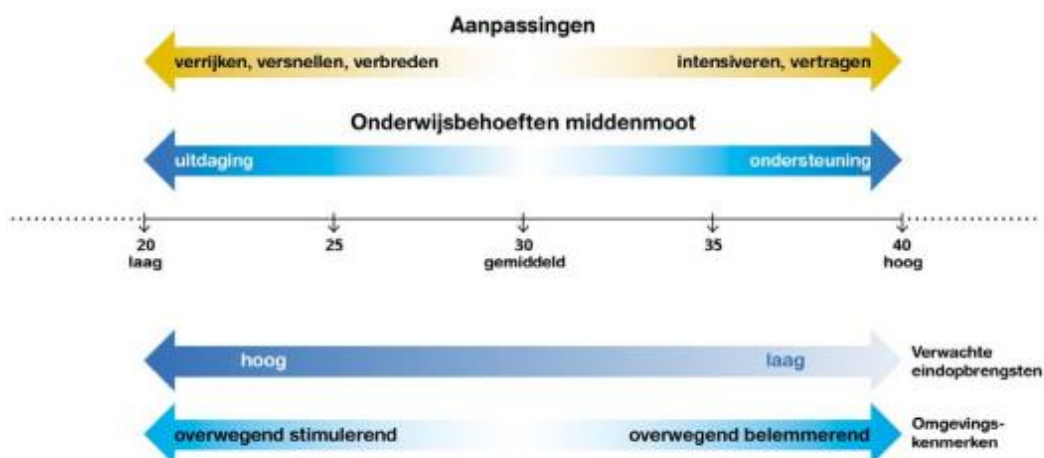 Aanpassingen
verrijken, versnellen, verbreden intensiveren, vertragen
Onderwijsbehoeften middenmoot
uitdaging ondersteuning
20 25 30 35 40
laag gemiddeld hoog
hoog laag Verwachte
eindopbrengsten
overwegend stimulerend overwegend belemmerend Omgevings-
kenmerken